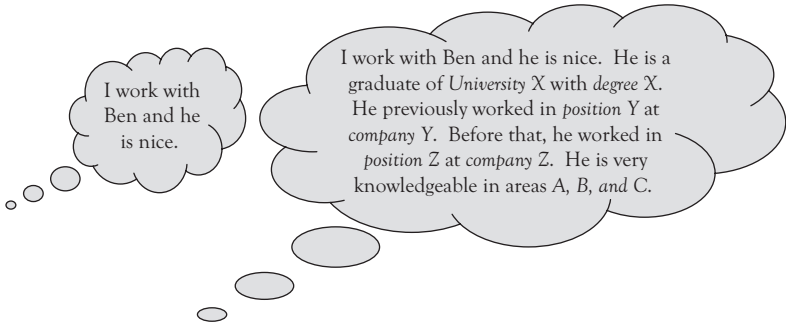 I work with
Ben and he
is nice.
I work with Ben and he is nice. He is a
graduate of University X with degree X.
He previously worked in position Y at
company Y. Before that, he worked in
position Z at company Z. He is very
knowledgeable in areas A, B, and C.